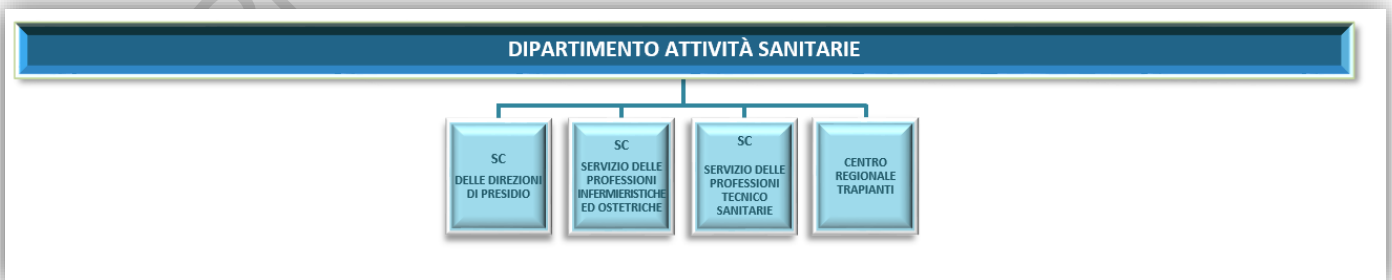 DIPARTIMENTO ATTIVITÀ SANITARIE
SC
DELLE DIREZIONI
DI PRESIDIO
SC
SERVIZIO DELLE
PROFESSIONI
INFERMIERISTICHE
ED OSTETRICHE
SC
SERVIZIO DELLE
PROFESSIONI
TECNICO
SANITARIE
CENTRO
REGIONALE
TRAPIANTI